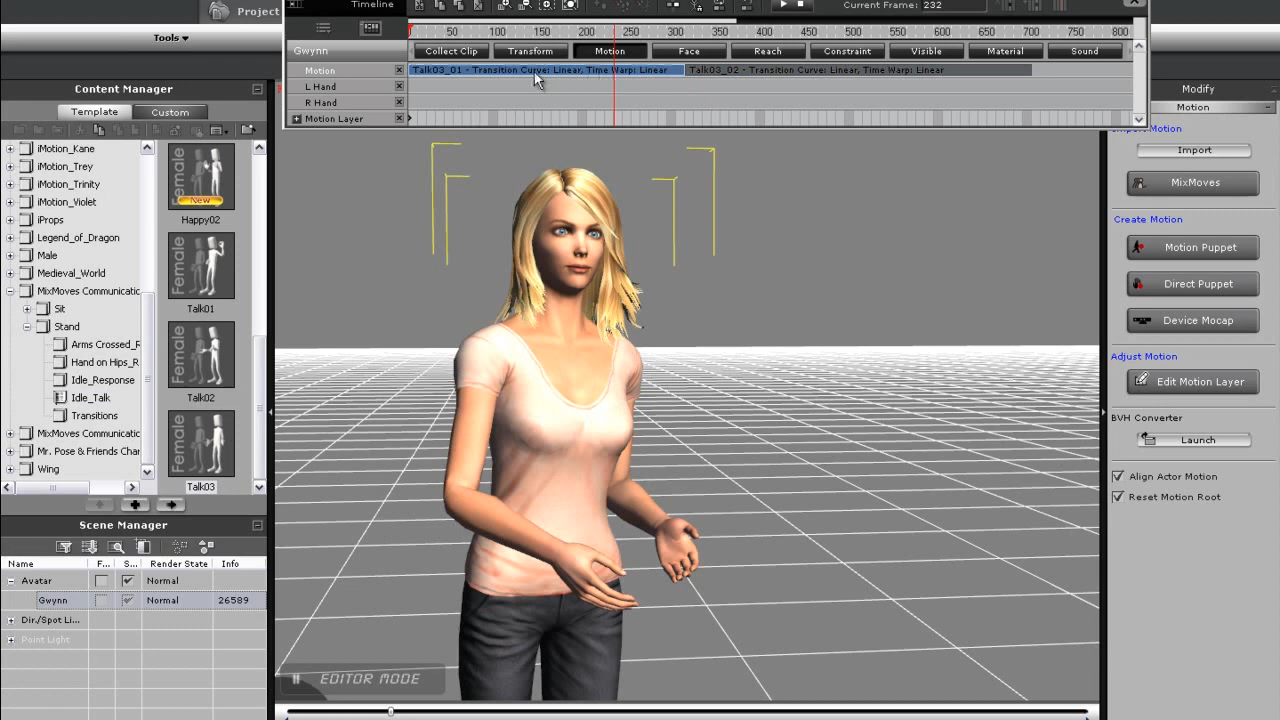 Project
Timeline
Current Frame: 232
Tools
0 50 100 150 200 250 300 350 400 450 500 550 600 650 700 750 800
Gwynn
Collect Clip Transform Motion Face Reach Constraint Visible Material Sound
Motion
Talk03_01 - Transition Curve: Linear, Time Warp: Linear
Talk03_02 - Transition Curve: Linear, Time Warp: Linear
L Hand
R Hand
Motion Layer
Content Manager
Template Custom
iMotion_Kane
iMotion_Trey
iMotion_Trinity
iMotion_Violet
iProps
Legend_of_Dragon
Male
Medieval_World
MixMoves Communicatic
Sit
Stand
Arms Crossed_R
Hand on Hips_R
Idle_Response
Idle_Talk
Transitions
MixMoves Communicatic
Mr. Pose & Friends Char
Wing
Female
New
Happy02
Female
Talk01
Female
Talk02
Female
Talk03
Scene Manager
Name F... S... Render State Info
Avatar Normal
Gwynn Normal 26589
Dir./Spot Li...
Point Light
EDITOR MODE
Modify
Motion
Import Motion
Import
MixMoves
Create Motion
Motion Puppet
Direct Puppet
Device Mocap
Adjust Motion
Edit Motion Layer
BVH Converter
Launch
Align Actor Motion
Reset Motion Root